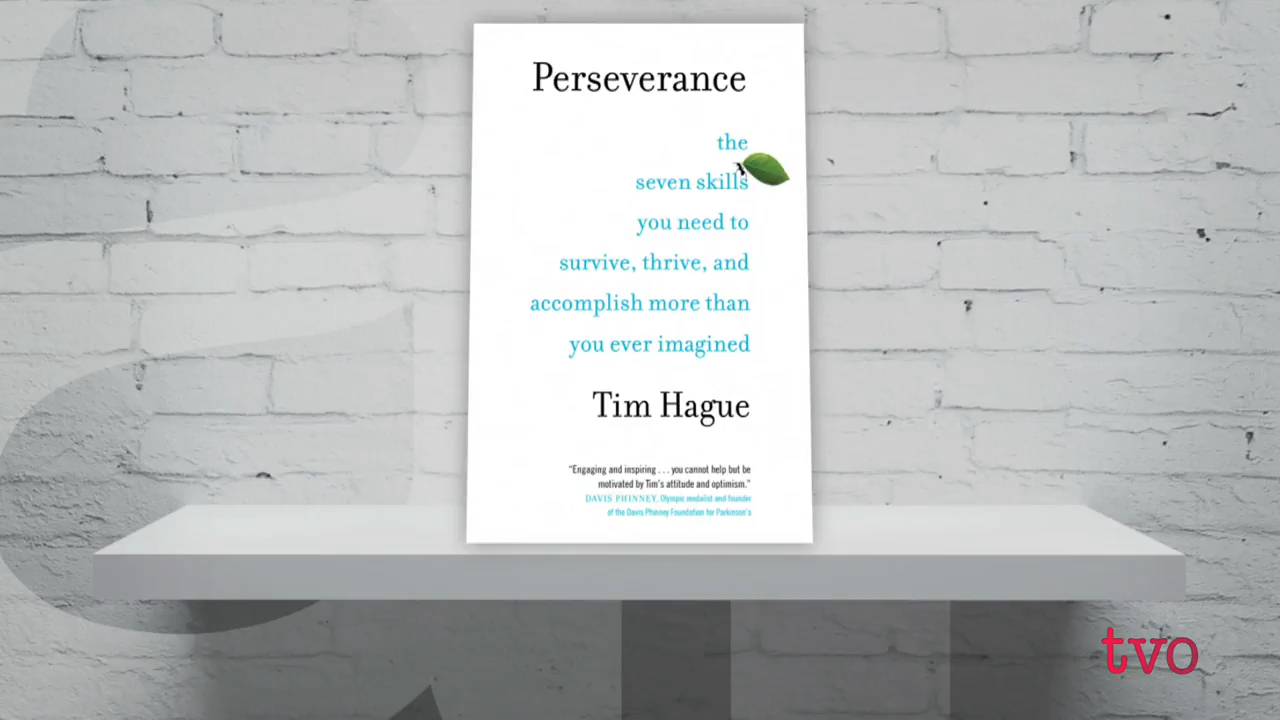 Perseverance
the
seven skills
you need to
survive, thrive, and
accomplish more than
you ever imagined
Tim Hague
"Engaging and inspiring . . . you cannot help but be
motivated by Tim's attitude and optimism."
DAVIS PHINNEY, Olympic medalist and founder
of the Davis Phinney Foundation for Parkinson's
tvo